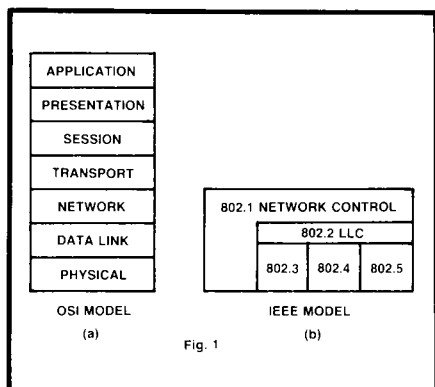 APPLICATION
PRESENTATION
SESSION
TRANSPORT
NETWORK
DATA LINK
PHYSICAL
OSI MODEL
(a)
802.1 NETWORK CONTROL
802.2 LLC
802.3 802.4 802.5
IEEE MODEL
(b)
Fig. 1